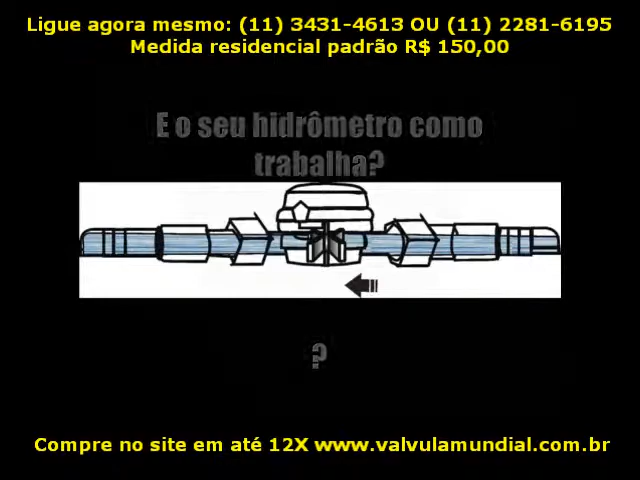 Ligue agora mesmo: (11) 3431-4613 OU (11) 2281-6195
Medida residencial padrão R$ 150,00
E o seu hidrômetro como
trabalha?
?
Compre no site em até 12X www.valvulamundial.com.br